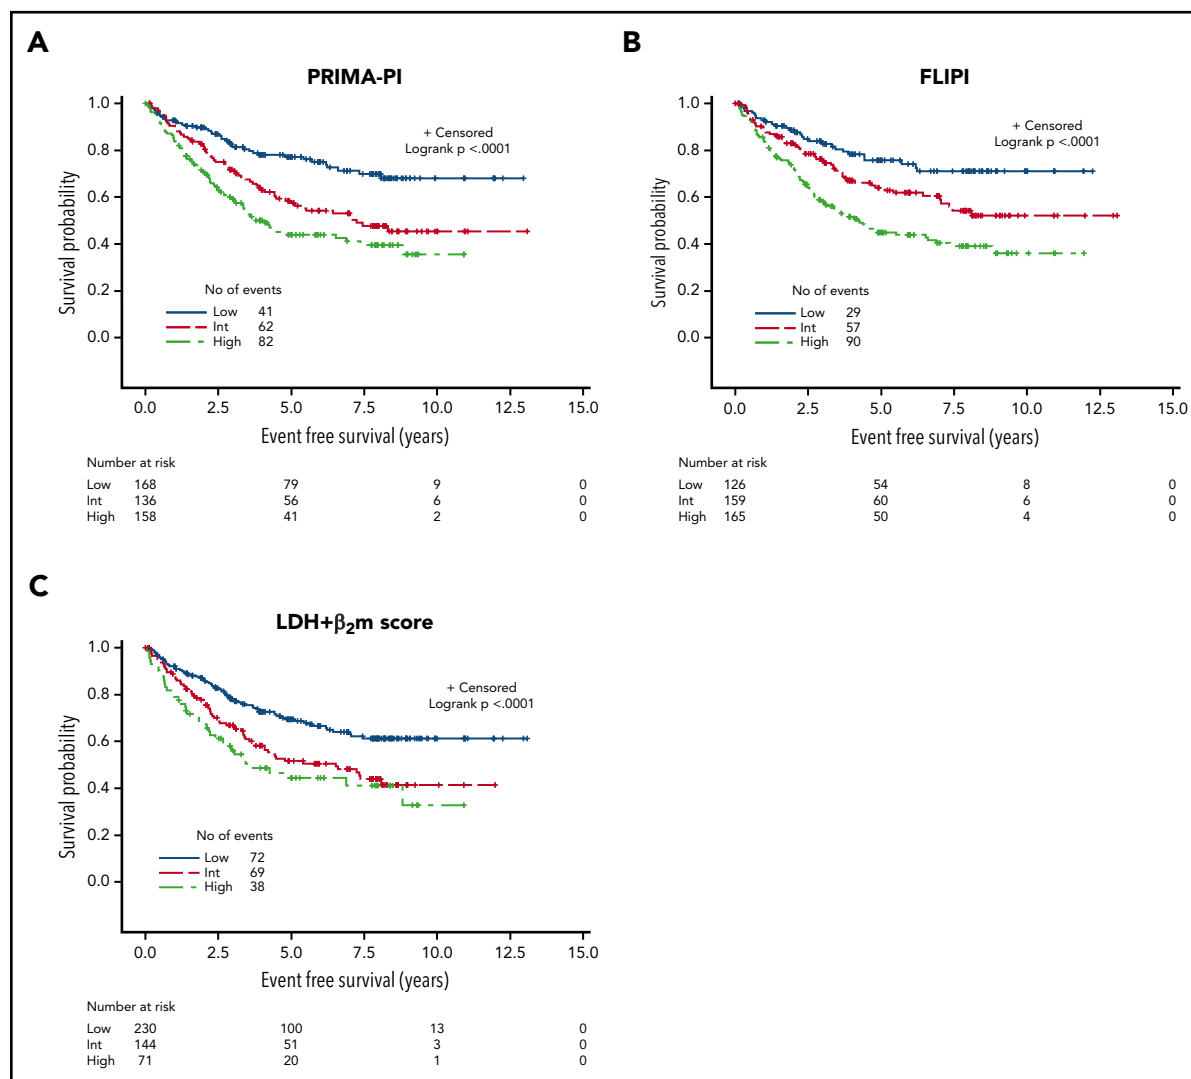 A
PRIMA-PI
1.0
0.8
0.6
0.4
0.2
0.0
Survival probability
+ Censored
Logrank p <.0001
No of events
Low 41
Int 62
High 82
0.0 2.5 5.0 7.5 10.0 12.5 15.0
Event free survival (years)
Number at risk
Low 168 79 9 0
Int 136 56 6 0
High 158 41 2 0
B
FLIPI
1.0
0.8
0.6
0.4
0.2
0.0
Survival probability
+ Censored
Logrank p <.0001
No of events
Low 29
Int 57
High 90
0.0 2.5 5.0 7.5 10.0 12.5 15.0
Event free survival (years)
Number at risk
Low 126 54 8 0
Int 159 60 6 0
High 165 50 4 0
C
LDH+β₂m score
1.0
0.8
0.6
0.4
0.2
0.0
Survival probability
+ Censored
Logrank p <.0001
No of events
Low 72
Int 69
High 38
0.0 2.5 5.0 7.5 10.0 12.5 15.0
Event free survival (years)
Number at risk
Low 230 100 13 0
Int 144 51 3 0
High 71 20 1 0